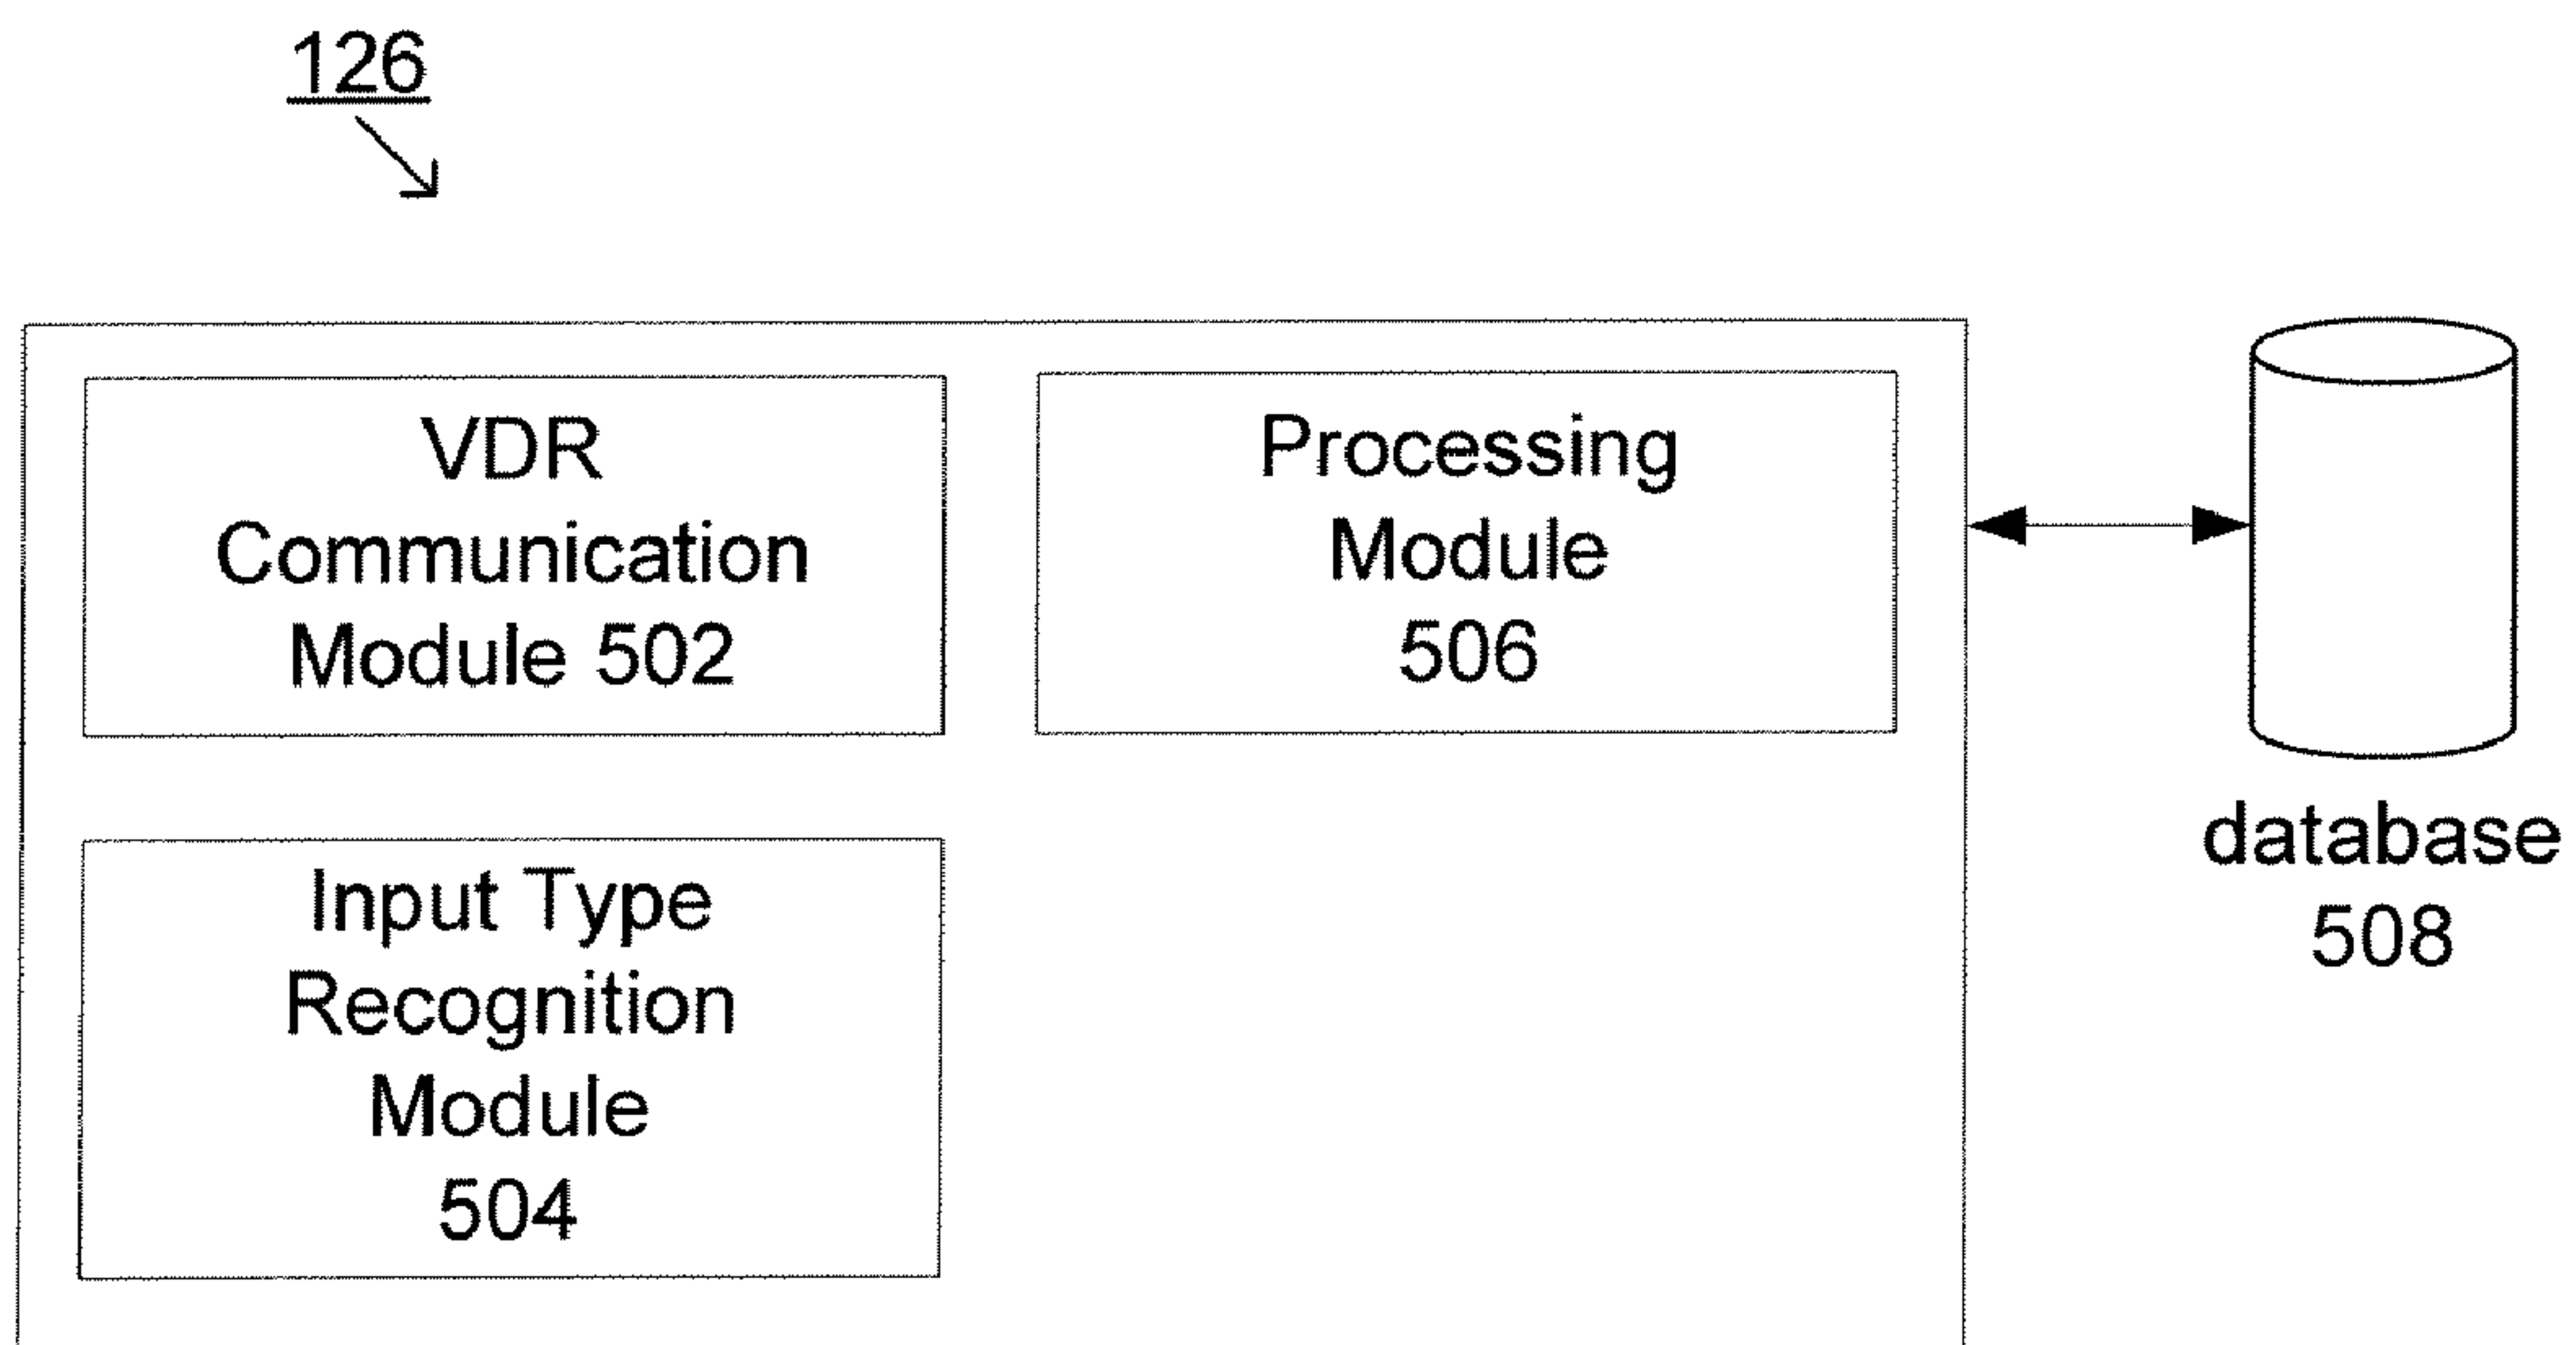 126
VDR
Communication
Module 502
Processing
Module
506
Input Type
Recognition
Module
504
database
508